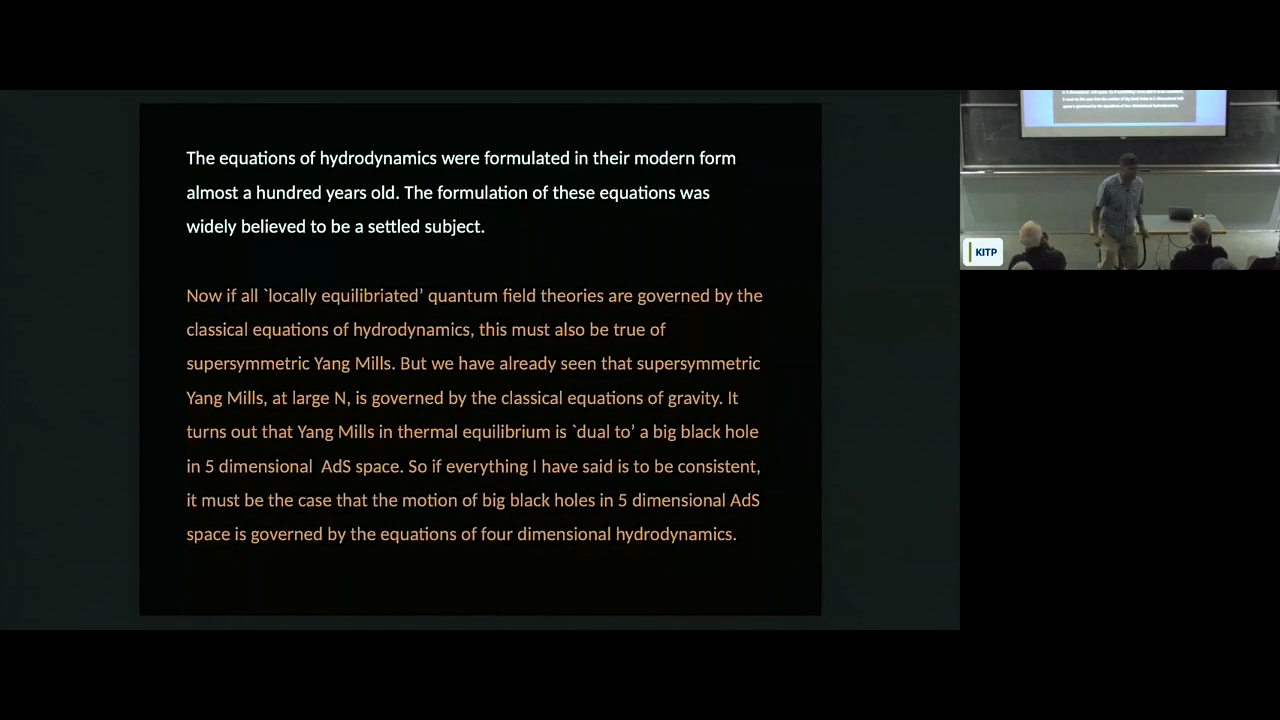 The equations of hydrodynamics were formulated in their modern form
almost a hundred years old. The formulation of these equations was
widely believed to be a settled subject.
Now if all `locally equilibriated’ quantum field theories are governed by the
classical equations of hydrodynamics, this must also be true of
supersymmetric Yang Mills. But we have already seen that supersymmetric
Yang Mills, at large N, is governed by the classical equations of gravity. It
turns out that Yang Mills in thermal equilibrium is `dual to’ a big black hole
in 5 dimensional  AdS space. So if everything I have said is to be consistent,
it must be the case that the motion of big black holes in 5 dimensional AdS
space is governed by the equations of four dimensional hydrodynamics.
KITP